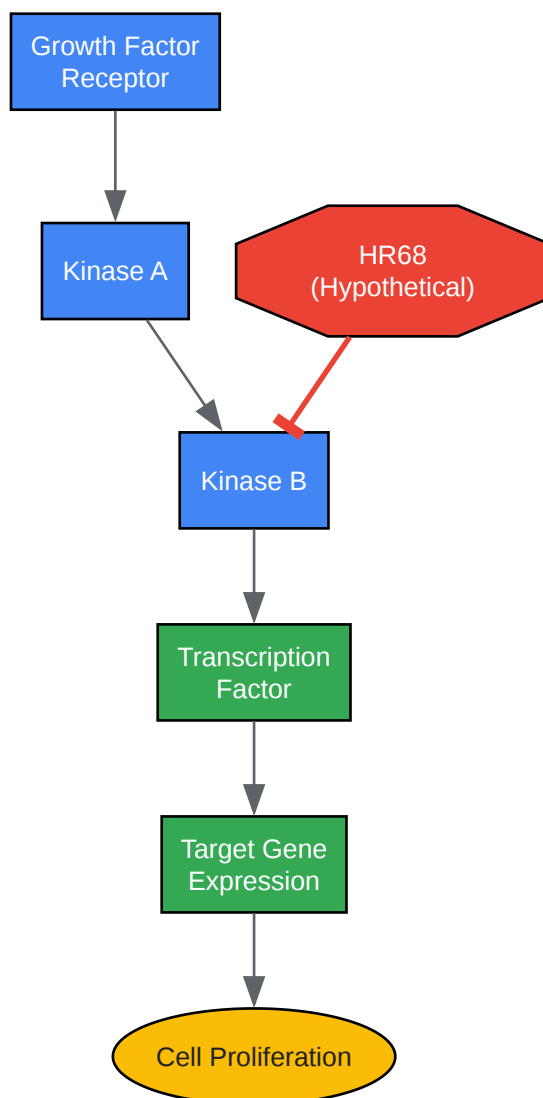 Growth Factor
Receptor
Kinase A
HR68
(Hypothetical)
Kinase B
Transcription
Factor
Target Gene
Expression
Cell Proliferation